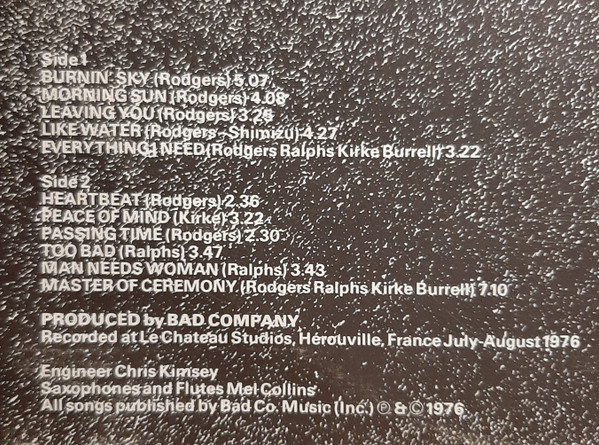 Side 1
BURNIN' SKY (Rodgers) 5.07
MORNING SUN (Rodgers) 4.08
LEAVING YOU (Rodgers) 3.25
LIKE WATER (Rodgers - Shimizu) 4.27
EVERYTHING I NEED (Rodgers Ralphs Kirke Burrell) 3.22
Side 2
HEARTBEAT (Rodgers) 2.36
PEACE OF MIND (Kirke) 3.22
PASSING TIME (Rodgers) 2.30
TOO BAD (Ralphs) 3.47
MAN NEEDS WOMAN (Ralphs) 3.43
MASTER OF CEREMONY (Rodgers Ralphs Kirke Burrell) 7.10
PRODUCED by BAD COMPANY
Recorded at Le Chateau Studios, Hérouville, France July-August 1976
Engineer Chris Kimsey
Saxophones and Flutes Mel Collins
All songs published by Bad Co. Music (Inc.) ℗ & © 1976